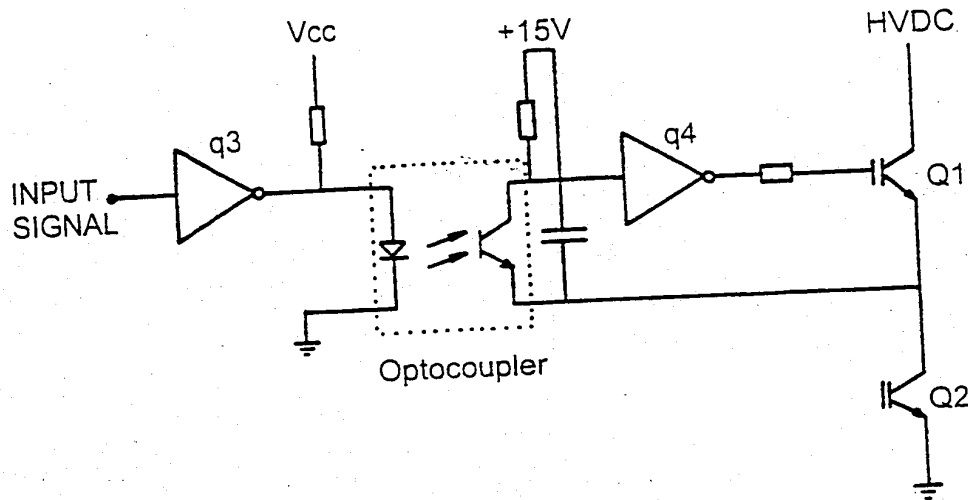 Vcc
+15V
HVDC
q3
q4
INPUT
SIGNAL
Q1
Optocoupler
Q2